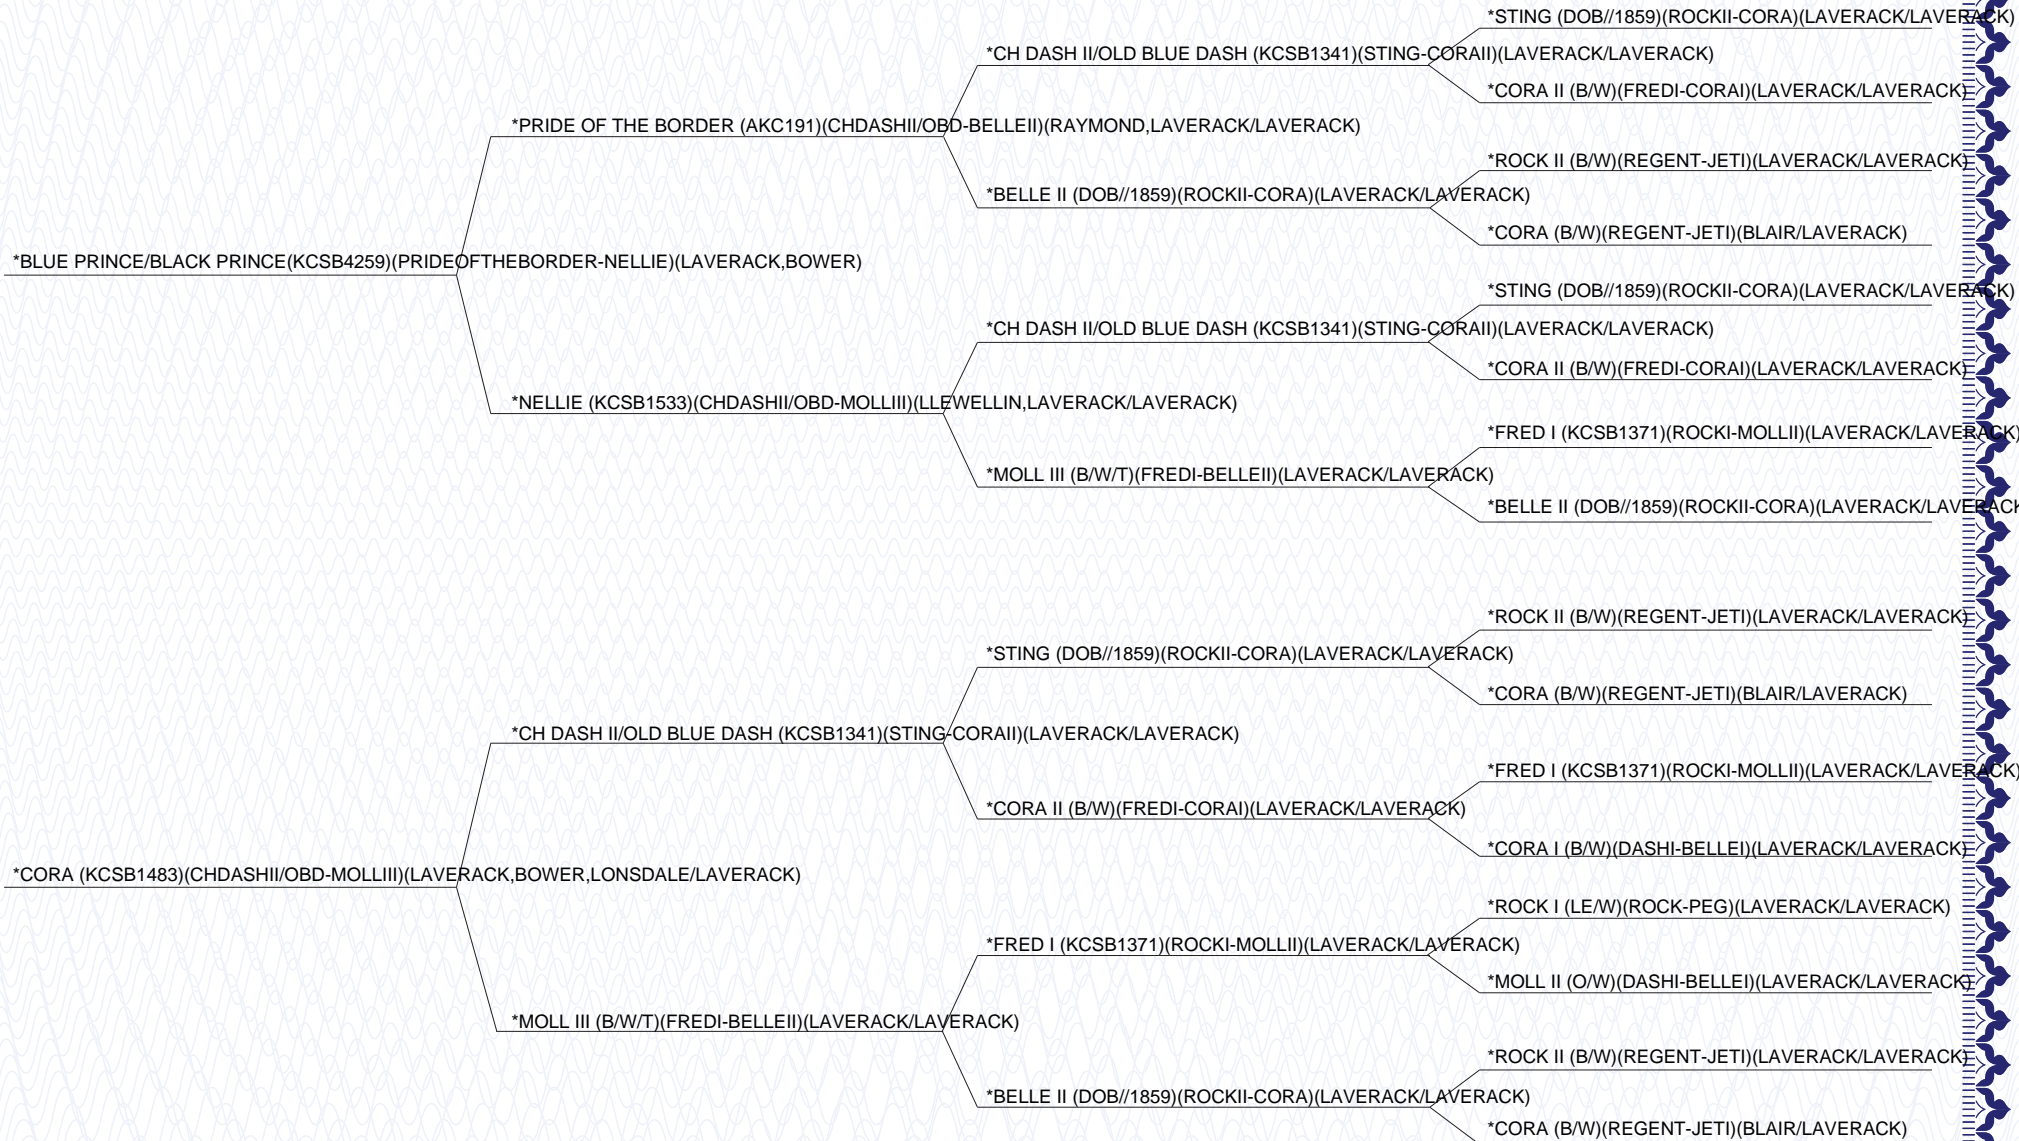 *STING (DOB//1859)(ROCKII-CORA)(LAVERACK/LAVERACK)
*CH DASH II/OLD BLUE DASH (KCSB1341)(STING-CORAII)(LAVERACK/LAVERACK)
*CORA II (B/W)(FREDI-CORAI)(LAVERACK/LAVERACK)
*PRIDE OF THE BORDER (AKC191)(CHDASHII/OBD-BELLEII)(RAYMOND,LAVERACK/LAVERACK)
*ROCK II (B/W)(REGENT-JETI)(LAVERACK/LAVERACK)
*BELLE II (DOB//1859)(ROCKII-CORA)(LAVERACK/LAVERACK)
*CORA (B/W)(REGENT-JETI)(BLAIR/LAVERACK)
*BLUE PRINCE/BLACK PRINCE(KCSB4259)(PRIDEOFTHEBORDER-NELLIE)(LAVERACK,BOWER)
*STING (DOB//1859)(ROCKII-CORA)(LAVERACK/LAVERACK)
*CH DASH II/OLD BLUE DASH (KCSB1341)(STING-CORAII)(LAVERACK/LAVERACK)
*CORA II (B/W)(FREDI-CORAI)(LAVERACK/LAVERACK)
*NELLIE (KCSB1533)(CHDASHII/OBD-MOLLIII)(LLEWELLIN,LAVERACK/LAVERACK)
*FRED I (KCSB1371)(ROCKI-MOLLII)(LAVERACK/LAVERACK)
*MOLL III (B/W/T)(FREDI-BELLEII)(LAVERACK/LAVERACK)
*BELLE II (DOB//1859)(ROCKII-CORA)(LAVERACK/LAVERACK
*ROCK II (B/W)(REGENT-JETI)(LAVERACK/LAVERACK)
*STING (DOB//1859)(ROCKII-CORA)(LAVERACK/LAVERACK)
*CORA (B/W)(REGENT-JETI)(BLAIR/LAVERACK)
*CH DASH II/OLD BLUE DASH (KCSB1341)(STING-CORAII)(LAVERACK/LAVERACK)
*FRED I (KCSB1371)(ROCKI-MOLLII)(LAVERACK/LAVERACK)
*CORA II (B/W)(FREDI-CORAI)(LAVERACK/LAVERACK)
*CORA I (B/W)(DASHI-BELLEI)(LAVERACK/LAVERACK)
*CORA (KCSB1483)(CHDASHII/OBD-MOLLIII)(LAVERACK,BOWER,LONSDALE/LAVERACK)
*ROCK I (LE/W)(ROCK-PEG)(LAVERACK/LAVERACK)
*FRED I (KCSB1371)(ROCKI-MOLLII)(LAVERACK/LAVERACK)
*MOLL II (O/W)(DASHI-BELLEI)(LAVERACK/LAVERACK)
*MOLL III (B/W/T)(FREDI-BELLEII)(LAVERACK/LAVERACK)
*ROCK II (B/W)(REGENT-JETI)(LAVERACK/LAVERACK)
*BELLE II (DOB//1859)(ROCKII-CORA)(LAVERACK/LAVERACK)
*CORA (B/W)(REGENT-JETI)(BLAIR/LAVERACK)